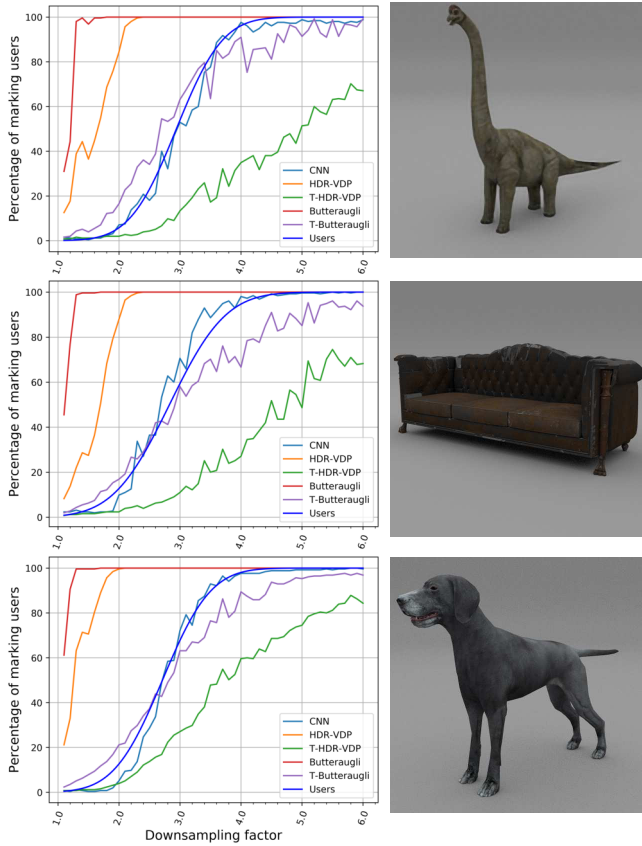 Percentage of marking users
100
80
60
40
20
0
CNN
HDR-VDP
T-HDR-VDP
Butteraugli
T-Butteraugli
Users
1.0
2.0
3.0
4.0
5.0
6.0
Percentage of marking users
100
80
60
40
20
0
CNN
HDR-VDP
T-HDR-VDP
Butteraugli
T-Butteraugli
Users
1.0
2.0
3.0
4.0
5.0
6.0
Percentage of marking users
100
80
60
40
20
0
CNN
HDR-VDP
T-HDR-VDP
Butteraugli
T-Butteraugli
Users
1.0
2.0
3.0
4.0
5.0
6.0
Downsampling factor